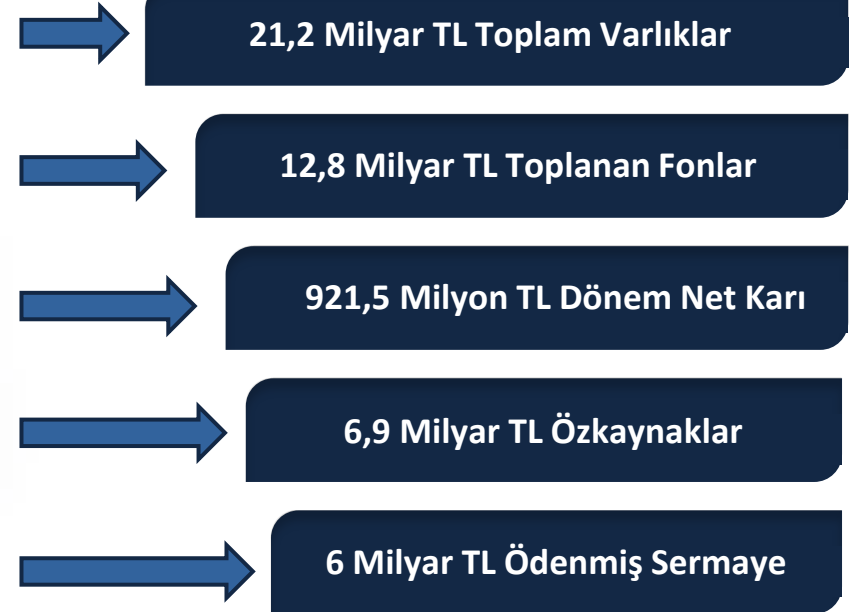 21,2 Milyar TL Toplam Varlıklar
12,8 Milyar TL Toplanan Fonlar
921,5 Milyon TL Dönem Net Karı
6,9 Milyar TL Özkaynaklar
6 Milyar TL Ödenmiş Sermaye